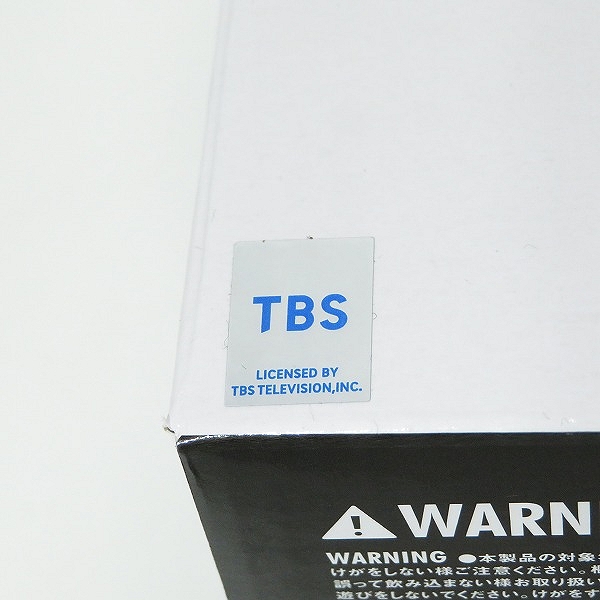 TBS
LICENSED BY
TBS TELEVISION,INC.
WARN
WARNING ●本製品の対象
けがをしない様ご注意ください。
誤って飲み込まない様お取り扱い
遊びをしないでください。けがをす